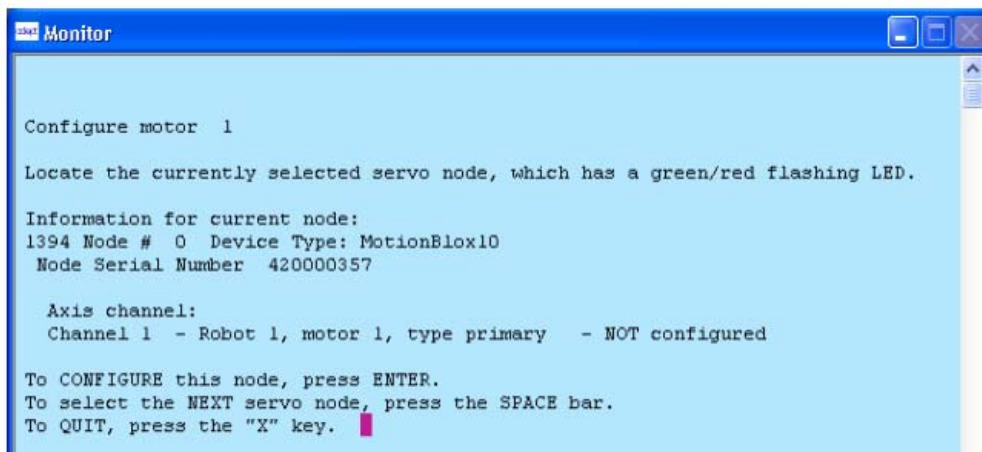 adept Monitor
Configure motor 1
Locate the currently selected servo node, which has a green/red flashing LED.
Information for current node:
1394 Node # 0 Device Type: MotionBlox10
Node Serial Number 420000357
Axis channel:
Channel 1 - Robot 1, motor 1, type primary - NOT configured
To CONFIGURE this node, press ENTER.
To select the NEXT servo node, press the SPACE bar.
To QUIT, press the "X" key.